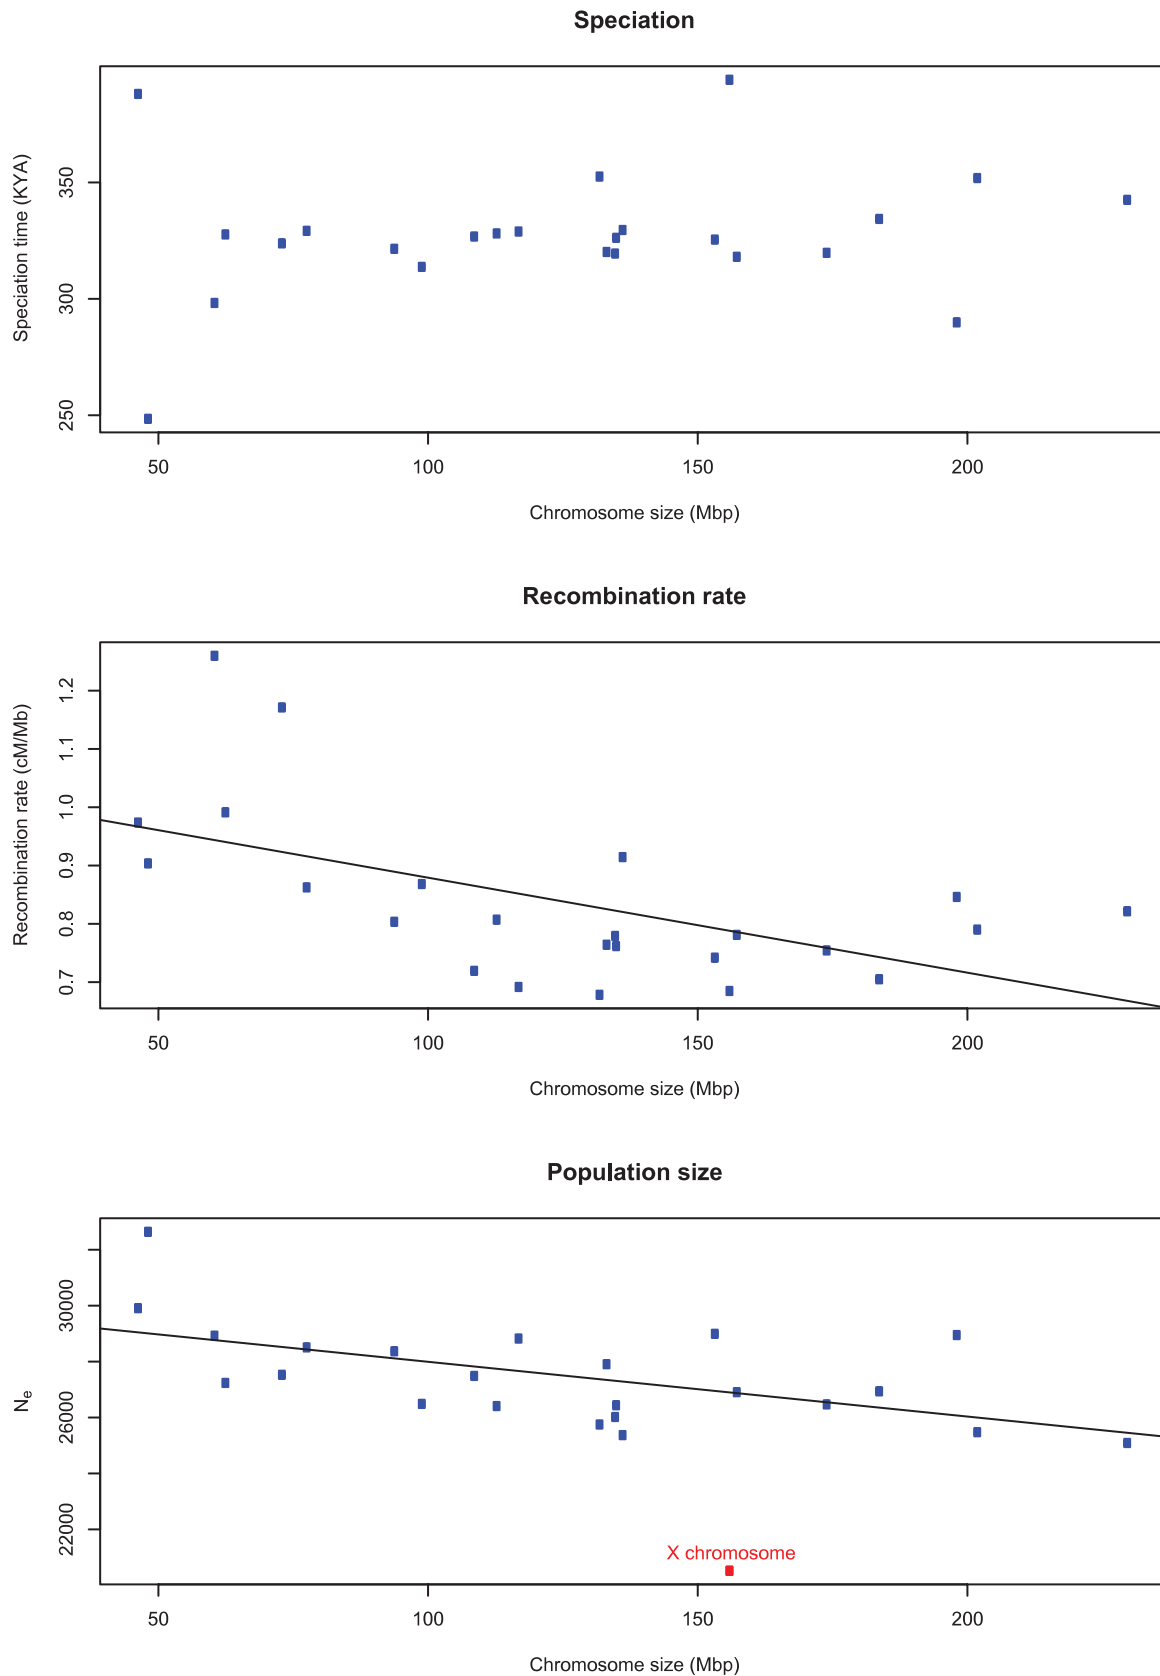 Speciation
Speciation time (KYA)
350
300
250
50 100 150 200
Chromosome size (Mbp)
Recombination rate
Recombination rate (cM/Mb)
1.2
1.1
1.0
0.9
0.8
0.7
50 100 150 200
Chromosome size (Mbp)
Population size
Ne
30000
26000
22000
X chromosome
50 100 150 200
Chromosome size (Mbp)